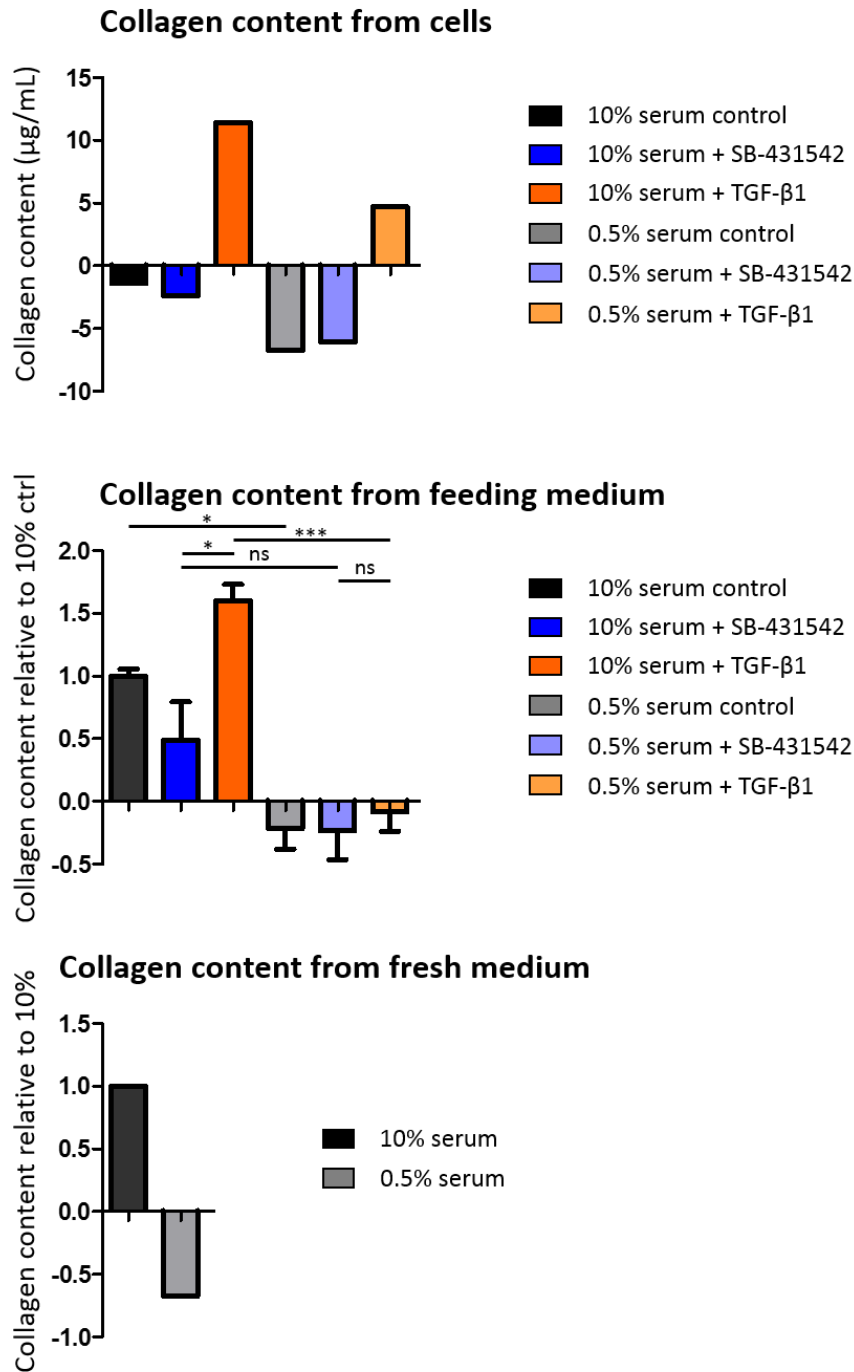 Collagen content from cells
Collagen content (µg/mL)
15
10
5
0
-5
-10
10% serum control
10% serum + SB-431542
10% serum + TGF-β1
0.5% serum control
0.5% serum + SB-431542
0.5% serum + TGF-β1
Collagen content from feeding medium
Collagen content relative to 10% ctrl
* ***
* ns
ns
2.0
1.5
1.0
0.5
0.0
-0.5
10% serum control
10% serum + SB-431542
10% serum + TGF-β1
0.5% serum control
0.5% serum + SB-431542
0.5% serum + TGF-β1
Collagen content from fresh medium
Collagen content relative to 10%
1.5
1.0
0.5
0.0
-0.5
-1.0
10% serum
0.5% serum